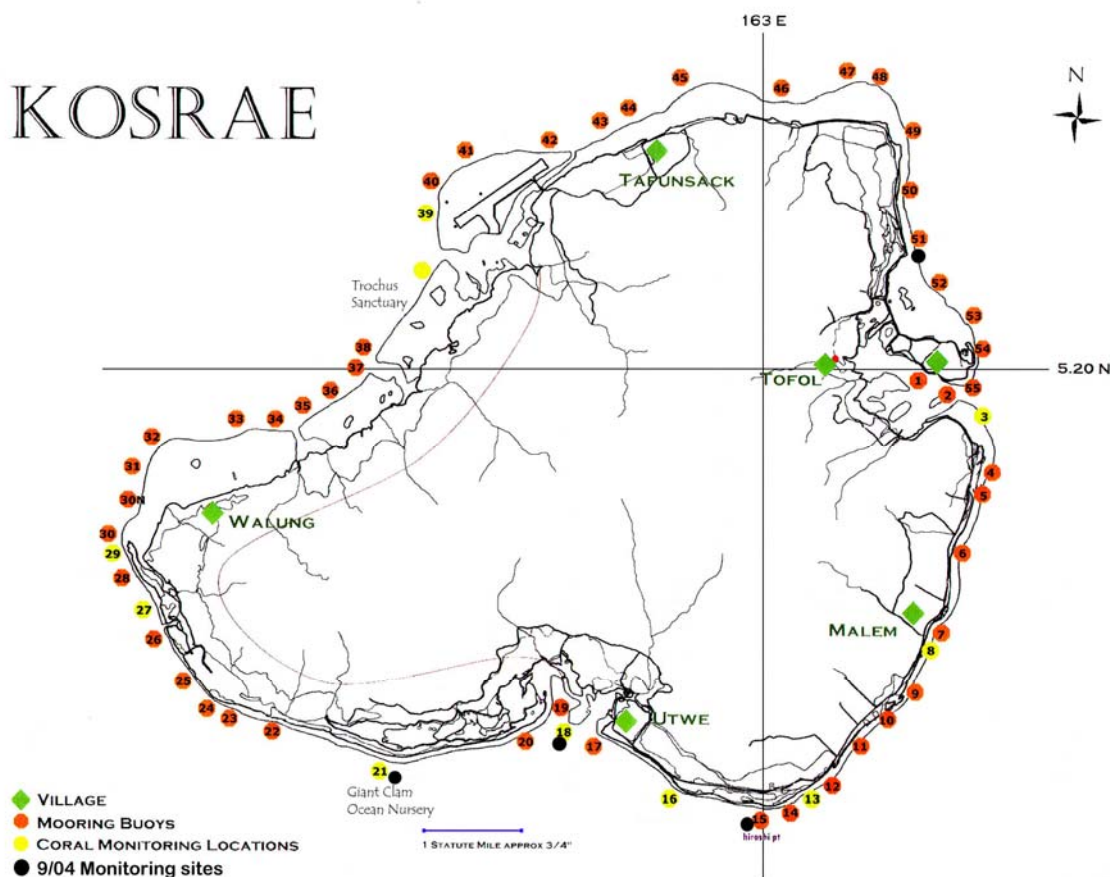 163 E
KOSRAE
N
45
46
47
48
44
43
42
41
49
TAFUNSACK
40
50
39
51
Trochus
Sanctuary
52
53
38
54
37
TOFOL
5.20 N
1
55
36
2
35
3
34
33
32
31
4
5
30N
WALUNG
30
29
6
28
27
MALEM
7
26
8
25
9
24
19
10
23
UTWE
22
18
20
17
11
21
12
Giant Clam
Ocean Nursery
16
13
14
15
hiroshi pt
VILLAGE
MOORING BUOYS
CORAL MONITORING LOCATIONS
9/04 Monitoring sites
1 STATUTE MILE APPROX 3/4"